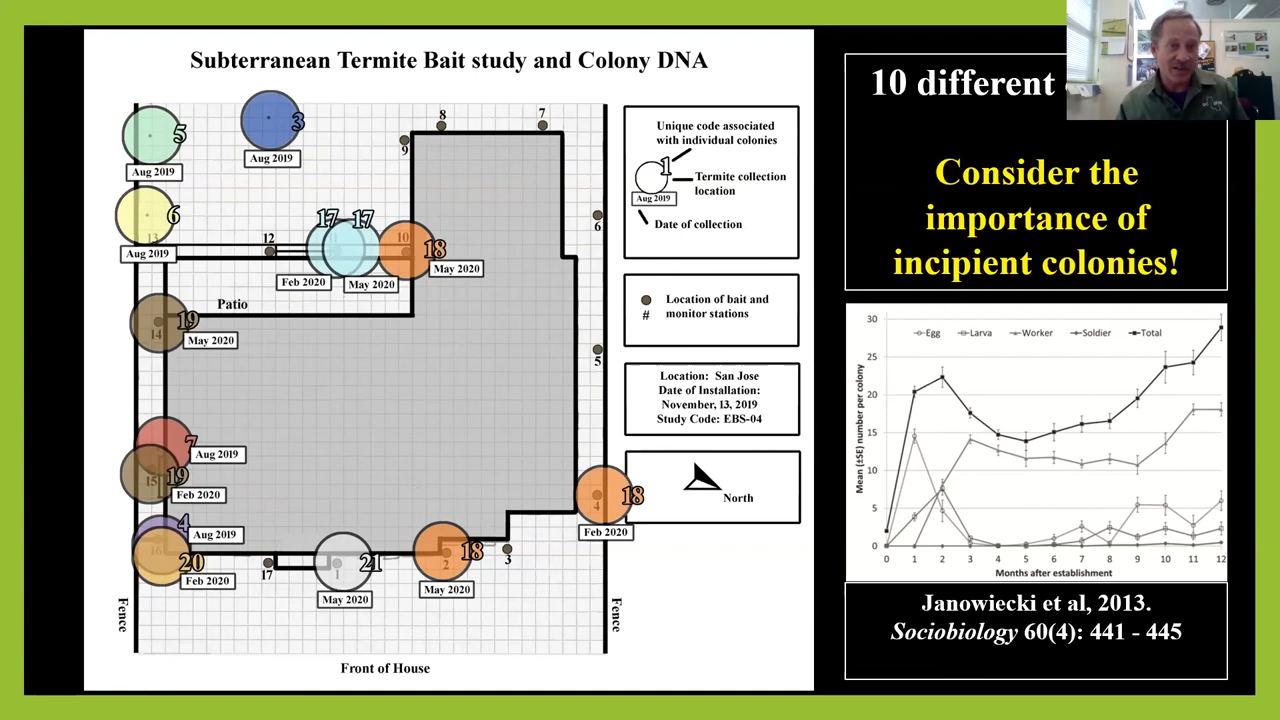 Subterranean Termite Bait study and Colony DNA
5
Aug 2019
3
Aug 2019
8
7
9
6
Aug 2019
13
12
17
17
10
18
Feb 2020
May 2020
May 2020
6
Patio
14
19
May 2020
5
7
Aug 2019
15
19
Feb 2020
4
18
Feb 2020
4
Aug 2019
16
20
Feb 2020
17
1
21
May 2020
2
18
May 2020
3
Fence
Fence
Front of House
Unique code associated
with individual colonies
1
Termite collection
location
Aug 2019
Date of collection
Location of bait and
monitor stations
#
Location: San Jose
Date of Installation:
November, 13, 2019
Study Code: EBS-04
North
10 different
Consider the
importance of
incipient colonies!
Egg Larva Worker Soldier Total
Mean (±SE) number per colony
30
25
20
15
10
5
0
0 1 2 3 4 5 6 7 8 9 10 11 12
Months after establishment
Janowiecki et al, 2013.
Sociobiology 60(4): 441 - 445